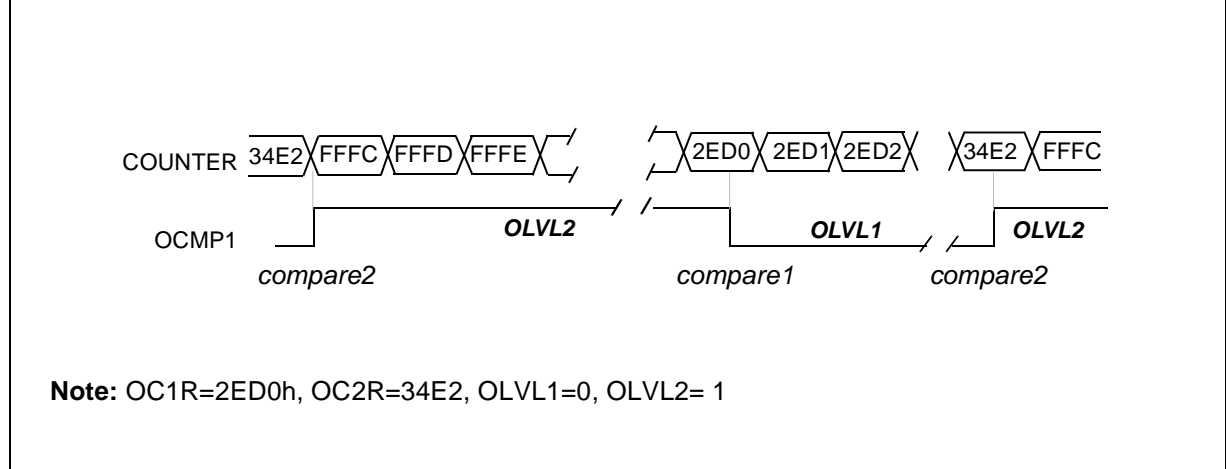 COUNTER 34E2 FFFC FFFD FFFE 2ED0 2ED1 2ED2 34E2 FFFC
OCMP1 OLVL2 OLVL1 OLVL2
compare2 compare1 compare2
Note: OC1R=2ED0h, OC2R=34E2, OLVL1=0, OLVL2= 1